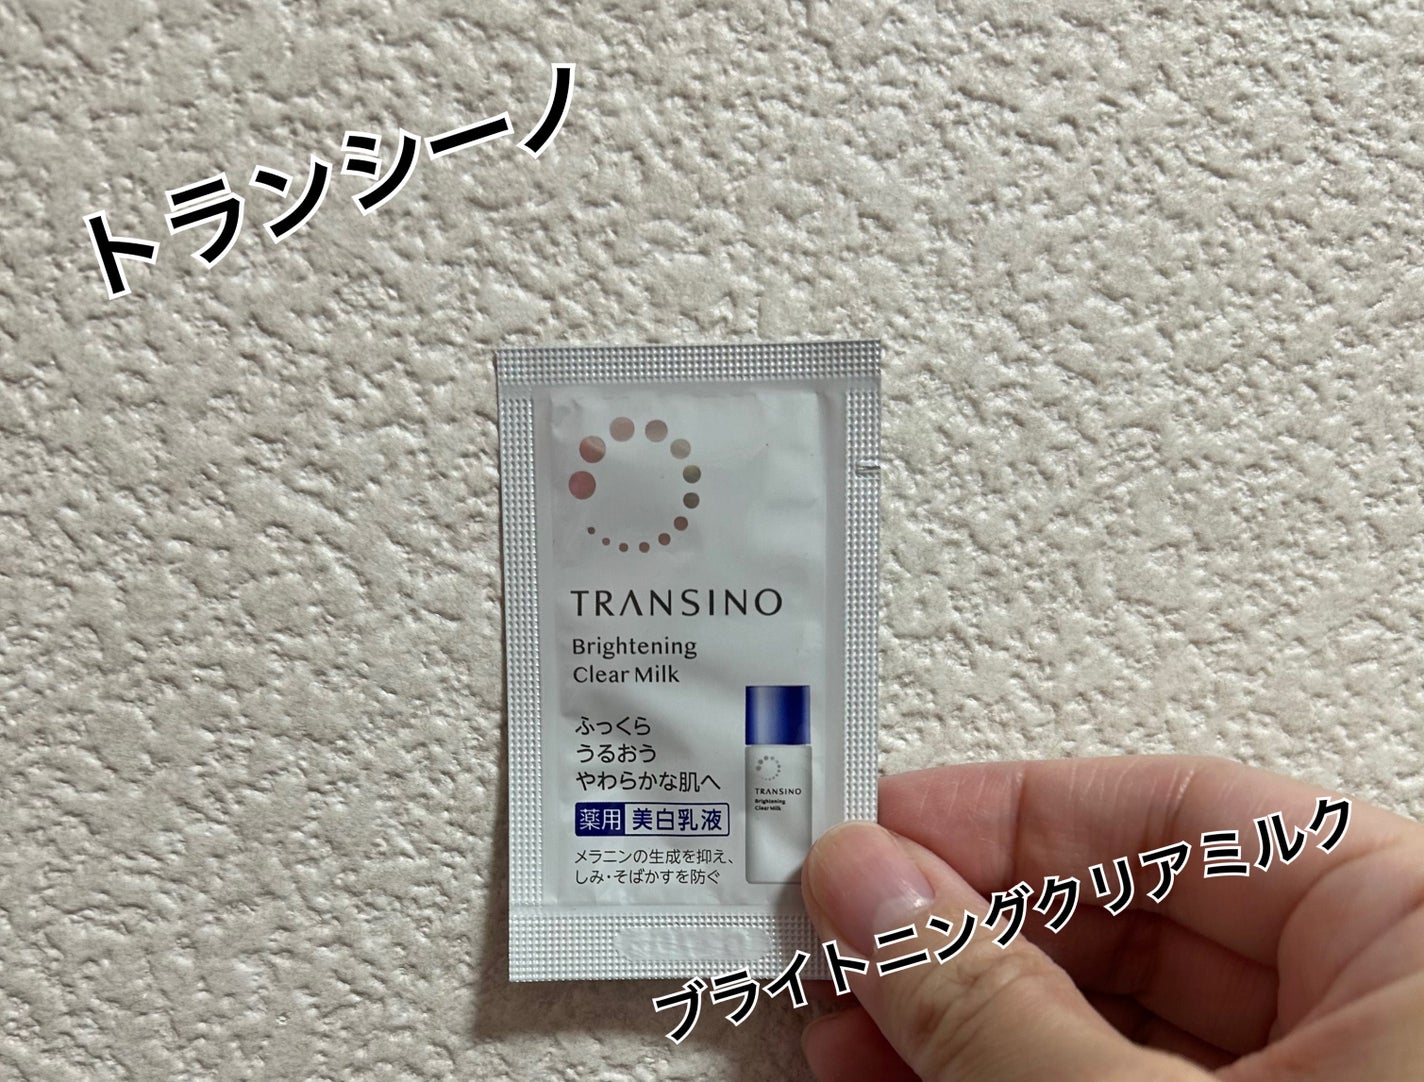 トランシーノ
TRANSINO
Brightening
Clear Milk
ふっくら
うるおう
やわらかな肌へ
薬用 美白乳液
メラニンの生成を抑え、
しみ・そばかすを防ぐ
TRANSINO
Brightening
Clear Milk
ブライトニングクリアミルク